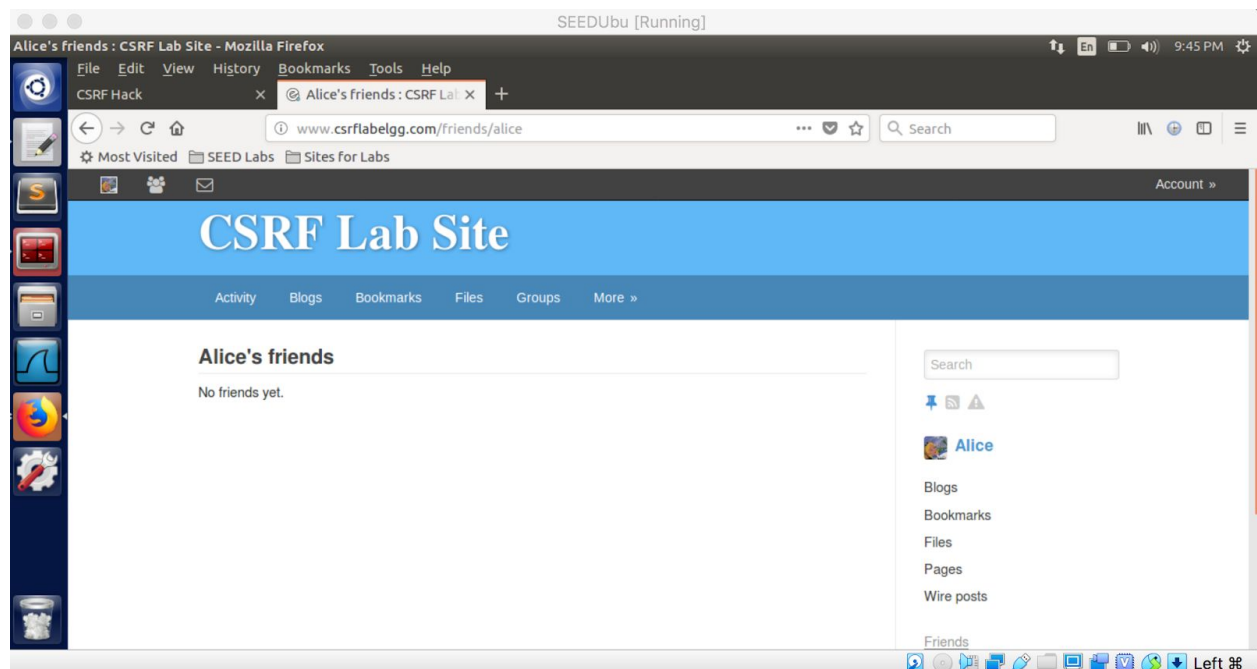 SEEDUbu [Running]
Alice's friends : CSRF Lab Site - Mozilla Firefox
En
9:45 PM
File Edit View History Bookmarks Tools Help
CSRF Hack
Alice's friends : CSRF Lab
www.csrflabelgg.com/friends/alice
Search
Most Visited SEED Labs Sites for Labs
Account »
CSRF Lab Site
Activity Blogs Bookmarks Files Groups More »
Alice's friends
Search
No friends yet.
Alice
Blogs
Bookmarks
Files
Pages
Wire posts
Friends
Left ⌘